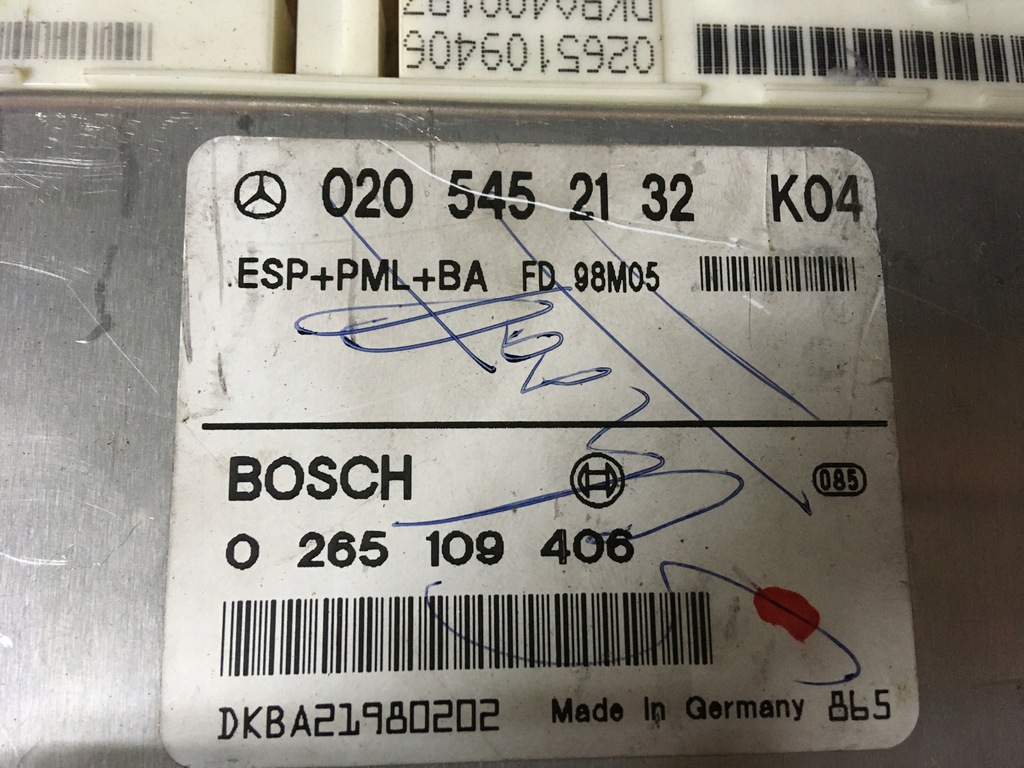 DKBA400197
0265109406
020 545 21 32 K04
ESP+PML+BA FD 98M05
BOSCH
085
0 265 109 406
DKBA21980202 Made In Germany 865